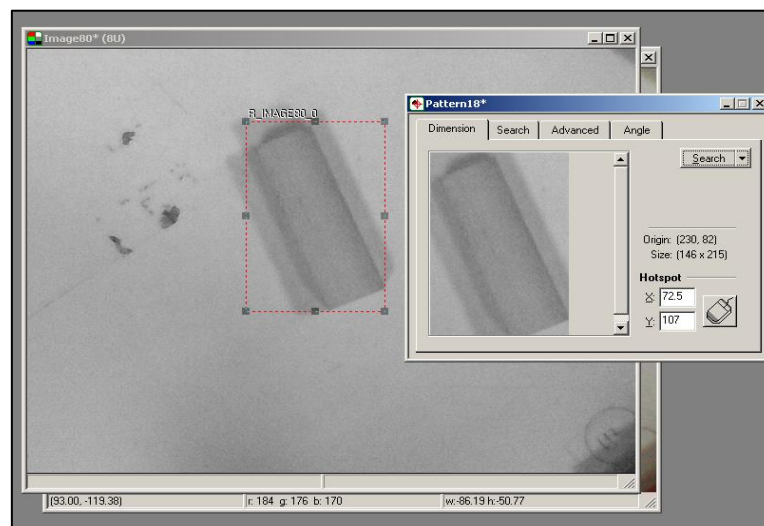 Image80* (8U)
R_IMAGE80_0
Pattern18*
Dimension
Search
Advanced
Angle
Search
Origin: (230, 82)
Size: (146 x 215)
Hotspot
X: 72.5
Y: 107
(93.00, -119.38)
r: 184 g: 176 b: 170
w:-86.19 h:-50.77